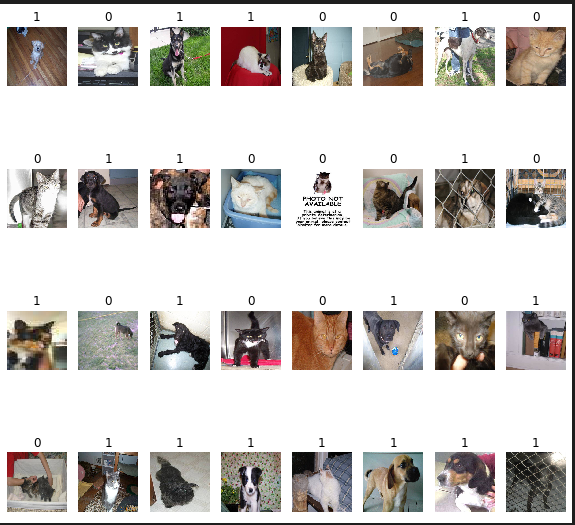 1 0 1 1 0 0 1 0
0 1 1 0 0 0 1 0
PHOTO NOT
AVAILABLE
1 0 1 0 0 1 0 1
0 1 1 1 1 1 1 1